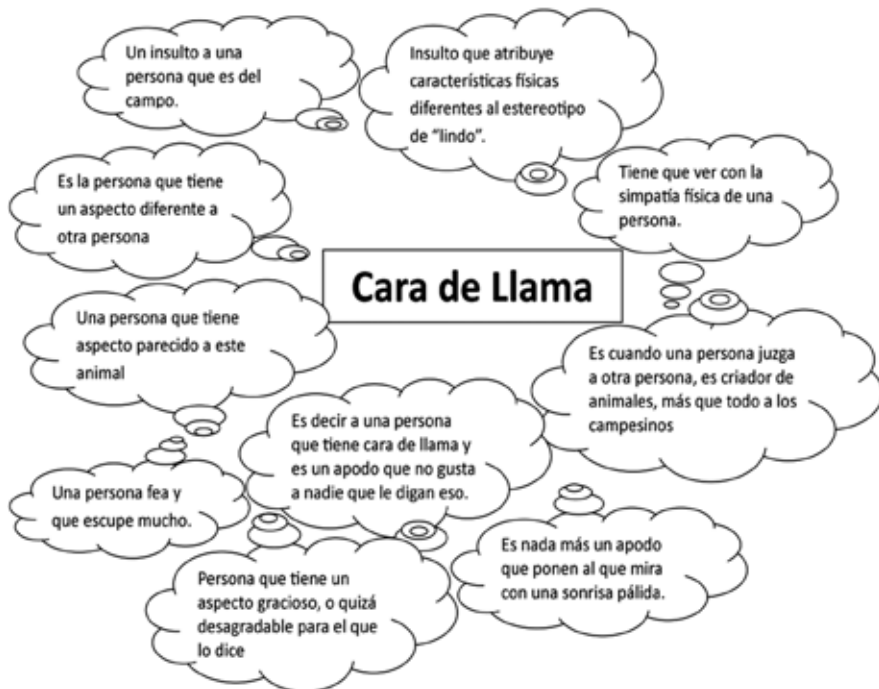 Un insulto a una
persona que es del
campo.
Insulto que atribuye
características físicas
diferentes al estereotipo
de “lindo”.
Es la persona que tiene
un aspecto diferente a
otra persona
Tiene que ver con la
simpatía física de una
persona.
Cara de Llama
Una persona que tiene
aspecto parecido a este
animal
Es cuando una persona juzga
a otra persona, es criador de
animales, más que todo a los
campesinos
Es decir a una persona
que tiene cara de llama y
es un apodo que no gusta
a nadie que le digan eso.
Una persona fea y
que escupe mucho.
Es nada más un apodo
que ponen al que mira
con una sonrisa pálida.
Persona que tiene un
aspecto gracioso, o quizá
desagradable para el que
lo dice